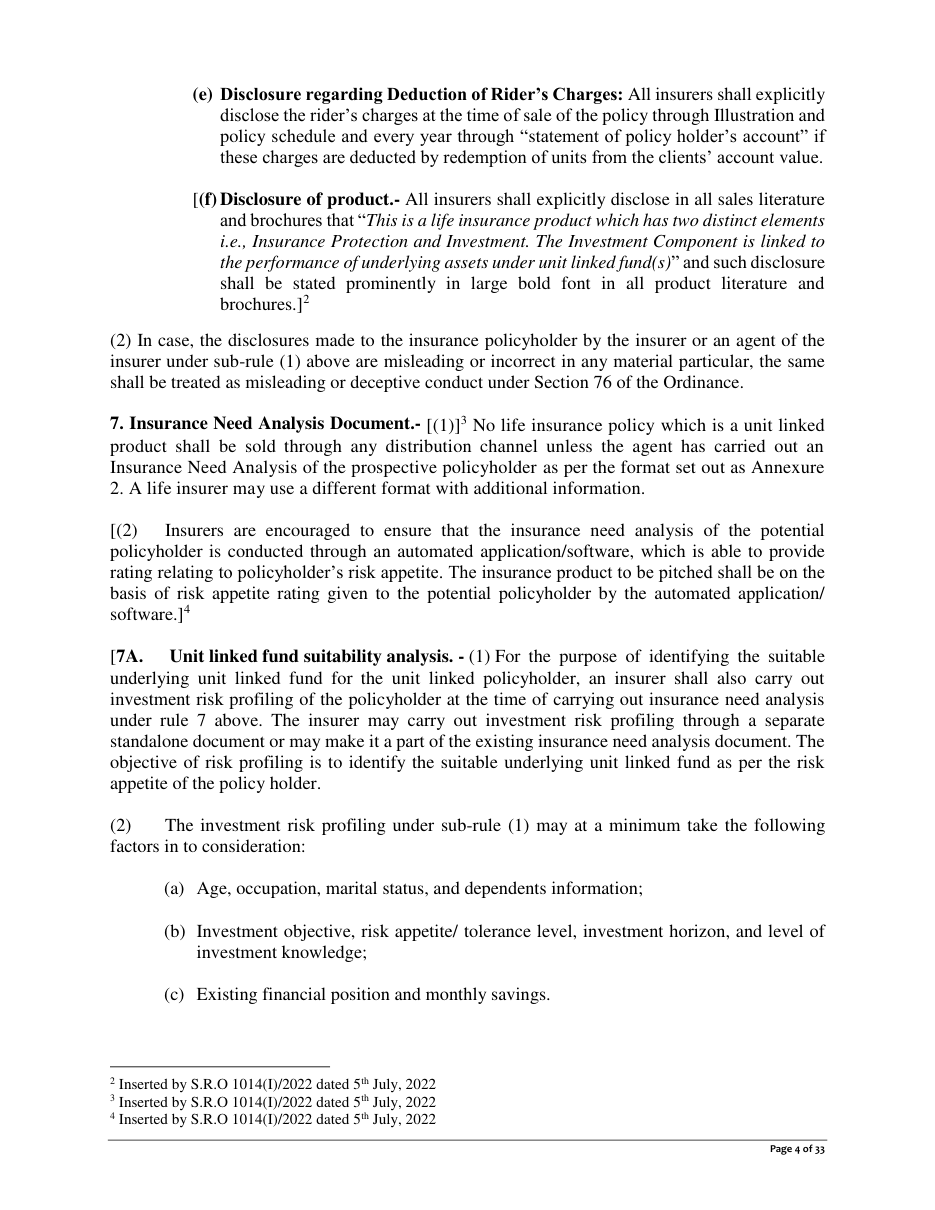 (e) Disclosure regarding Deduction of Rider’s Charges: All insurers shall explicitly
disclose the rider’s charges at the time of sale of the policy through Illustration and
policy schedule and every year through “statement of policy holder’s account” if
these charges are deducted by redemption of units from the clients’ account value.
[(f) Disclosure of product.- All insurers shall explicitly disclose in all sales literature
and brochures that “This is a life insurance product which has two distinct elements
i.e., Insurance Protection and Investment. The Investment Component is linked to
the performance of underlying assets under unit linked fund(s)” and such disclosure
shall be stated prominently in large bold font in all product literature and
brochures.]2
(2) In case, the disclosures made to the insurance policyholder by the insurer or an agent of the
insurer under sub-rule (1) above are misleading or incorrect in any material particular, the same
shall be treated as misleading or deceptive conduct under Section 76 of the Ordinance.
7. Insurance Need Analysis Document.- [(1)]3 No life insurance policy which is a unit linked
product shall be sold through any distribution channel unless the agent has carried out an
Insurance Need Analysis of the prospective policyholder as per the format set out as Annexure
2. A life insurer may use a different format with additional information.
[(2) Insurers are encouraged to ensure that the insurance need analysis of the potential
policyholder is conducted through an automated application/software, which is able to provide
rating relating to policyholder’s risk appetite. The insurance product to be pitched shall be on the
basis of risk appetite rating given to the potential policyholder by the automated application/
software.]4
[7A. Unit linked fund suitability analysis. - (1) For the purpose of identifying the suitable
underlying unit linked fund for the unit linked policyholder, an insurer shall also carry out
investment risk profiling of the policyholder at the time of carrying out insurance need analysis
under rule 7 above. The insurer may carry out investment risk profiling through a separate
standalone document or may make it a part of the existing insurance need analysis document. The
objective of risk profiling is to identify the suitable underlying unit linked fund as per the risk
appetite of the policy holder.
(2) The investment risk profiling under sub-rule (1) may at a minimum take the following
factors in to consideration:
(a) Age, occupation, marital status, and dependents information;
(b) Investment objective, risk appetite/ tolerance level, investment horizon, and level of
investment knowledge;
(c) Existing financial position and monthly savings.
2 Inserted by S.R.O 1014(I)/2022 dated 5th July, 2022
3 Inserted by S.R.O 1014(I)/2022 dated 5th July, 2022
4 Inserted by S.R.O 1014(I)/2022 dated 5th July, 2022
Page 4 of 33